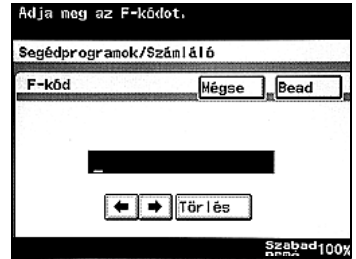 Adja meg az F-kódot.
Segédprogramok/Számláló
F-kód
Mégse
Bead
Törlés
Szabad
100%